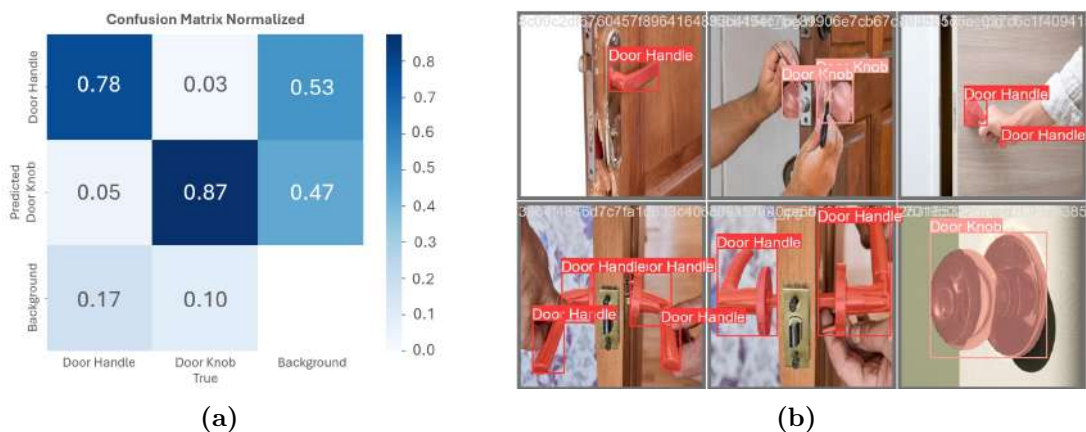 Confusion Matrix Normalized
Door Handle
Predicted
Door Knob
Background
0.78 0.03 0.53
0.05 0.87 0.47
0.17 0.10
Door Handle Door Knob Background
True
0.8
0.7
0.6
0.5
0.4
0.3
0.2
0.1
0.0
(a)
Door Handle
Door Knob
Knob
Door Handle
Door Handle
Door Handle
Door Handle
Door Handle
Door Handle
Door Handle
Door Knob
(b)